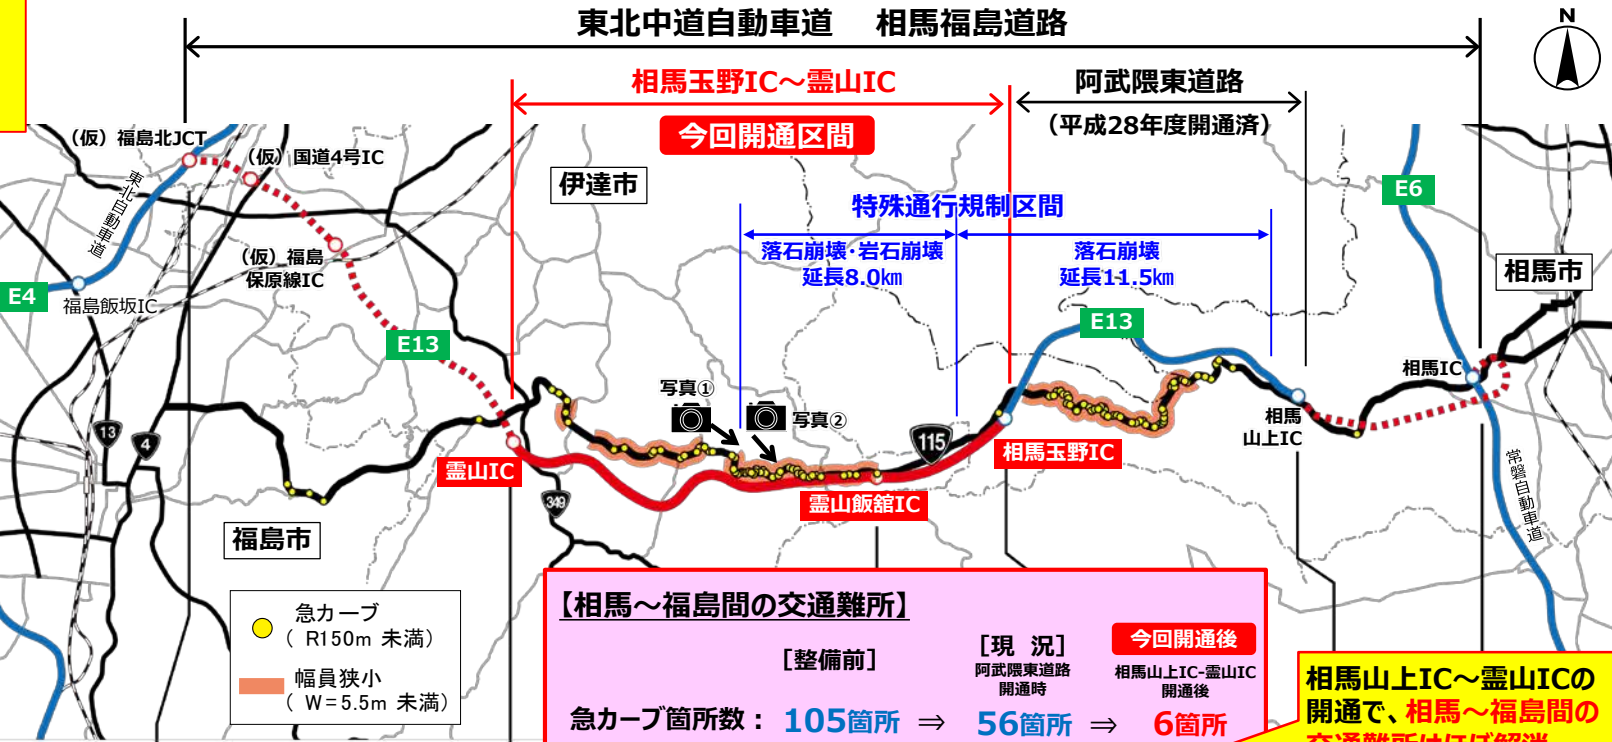 東北中道自動車道 相馬福島道路
N
相馬玉野IC～霊山IC
今回開通区間
阿武隈東道路
（平成28年度開通済）
（仮）福島北JCT
（仮）国道4号IC
東北自動車道
（仮）福島
保原線IC
E4
福島飯坂IC
E13
伊達市
特殊通行規制区間
落石崩壊・岩石崩壊
延長8.0㎞
落石崩壊
延長11.5㎞
E13
E6
相馬市
相馬IC
相馬
山上IC
常磐自動車道
写真①
写真②
115
相馬玉野IC
霊山飯舘IC
霊山IC
349
13
4
福島市
急カーブ
（ R150m 未満）
幅員狭小
（ W=5.5m 未満）
【相馬～福島間の交通難所】
［整備前］
［現 況］
阿武隈東道路
開通時
今回開通後
相馬山上IC-霊山IC
開通後
急カーブ箇所数： 105箇所 ⇒ 56箇所 ⇒ 6箇所
相馬山上IC～霊山ICの
開通で、相馬～福島間の
交通難所はほぼ解消